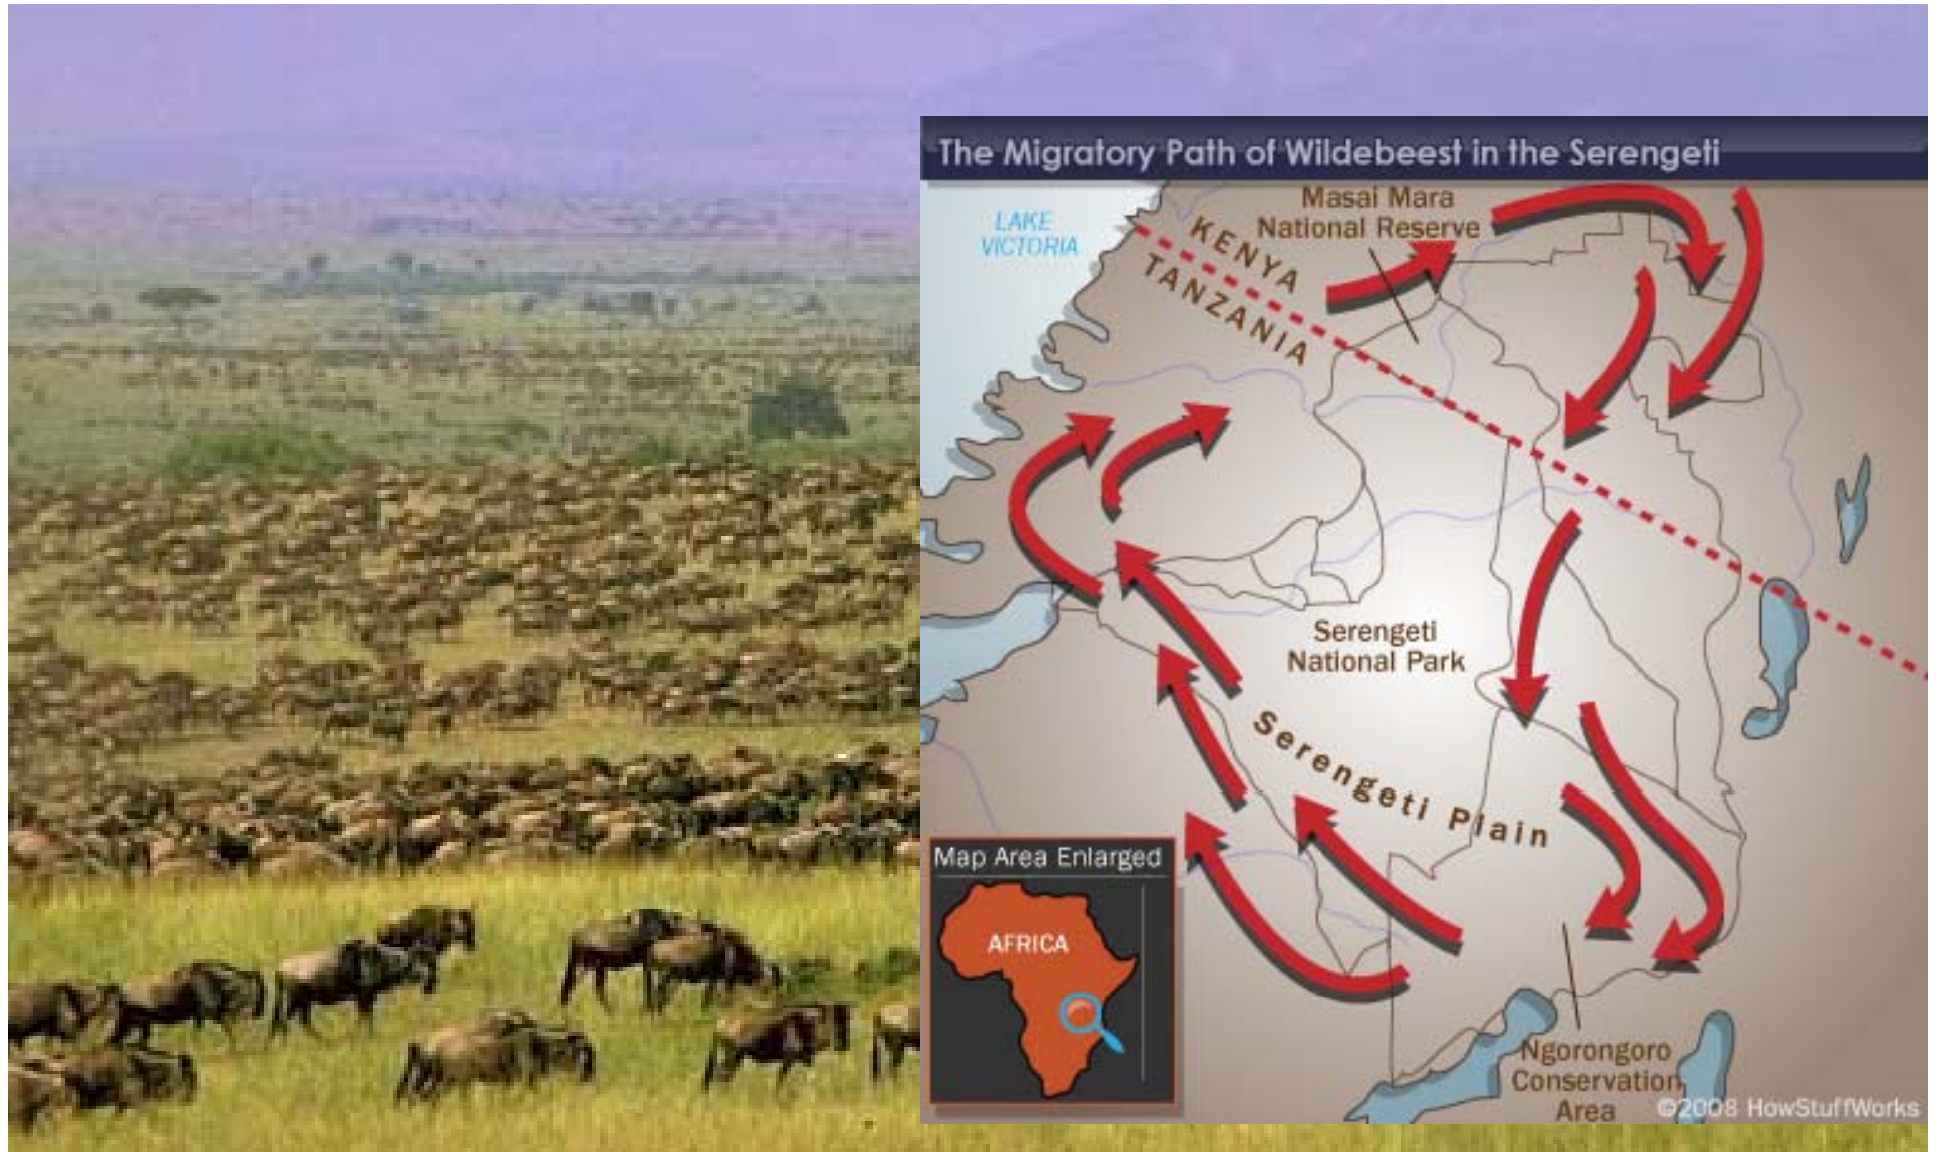 The Migratory Path of Wildebeest in the Serengeti
Masai Mara
National Reserve
LAKE
VICTORIA
KENYA
TANZANIA
Serengeti
National Park
Serengeti Plain
Map Area Enlarged
AFRICA
Ngorongoro
Conservation
Area
©2008 HowStuffWorks